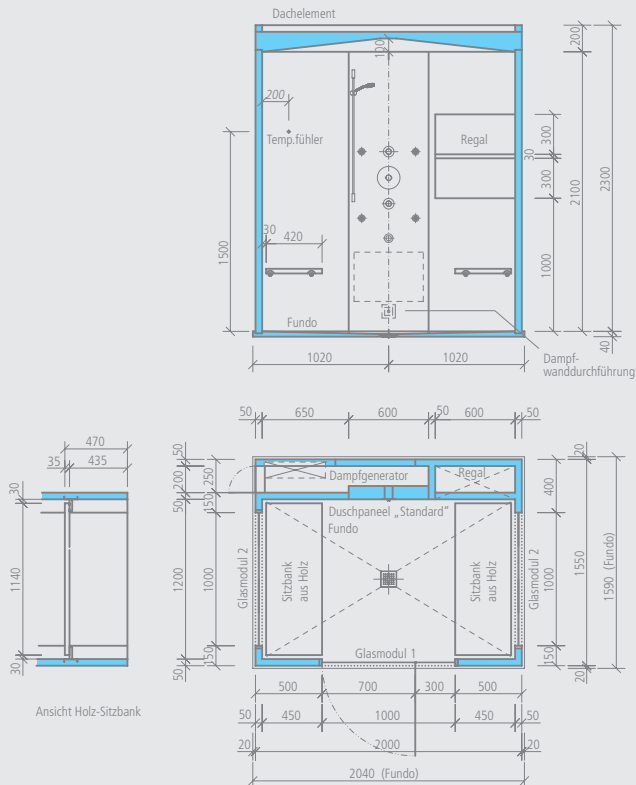 Dachelement
200
100
200
Temp.fühler
Regal
300
30
300
2100
2300
1500
30
420
1000
Fundo
40
1020
1020
Dampf-
wanddurchführung
50
650
600
50
600
50
470
35
435
30
1140
30
Ansicht Holz-Sitzbank
50
200
50
1200
50
250
150
1000
150
Dampfgenerator
Regal
Duschpaneel „Standard“
Fundo
Glasmodul 2
Sitzbank
aus Holz
Sitzbank
aus Holz
Glasmodul 2
Glasmodul 1
400
1000
150
20
1550
20
1590 (Fundo)
500
700
300
500
50
450
1000
450
50
20
2000
20
2040 (Fundo)